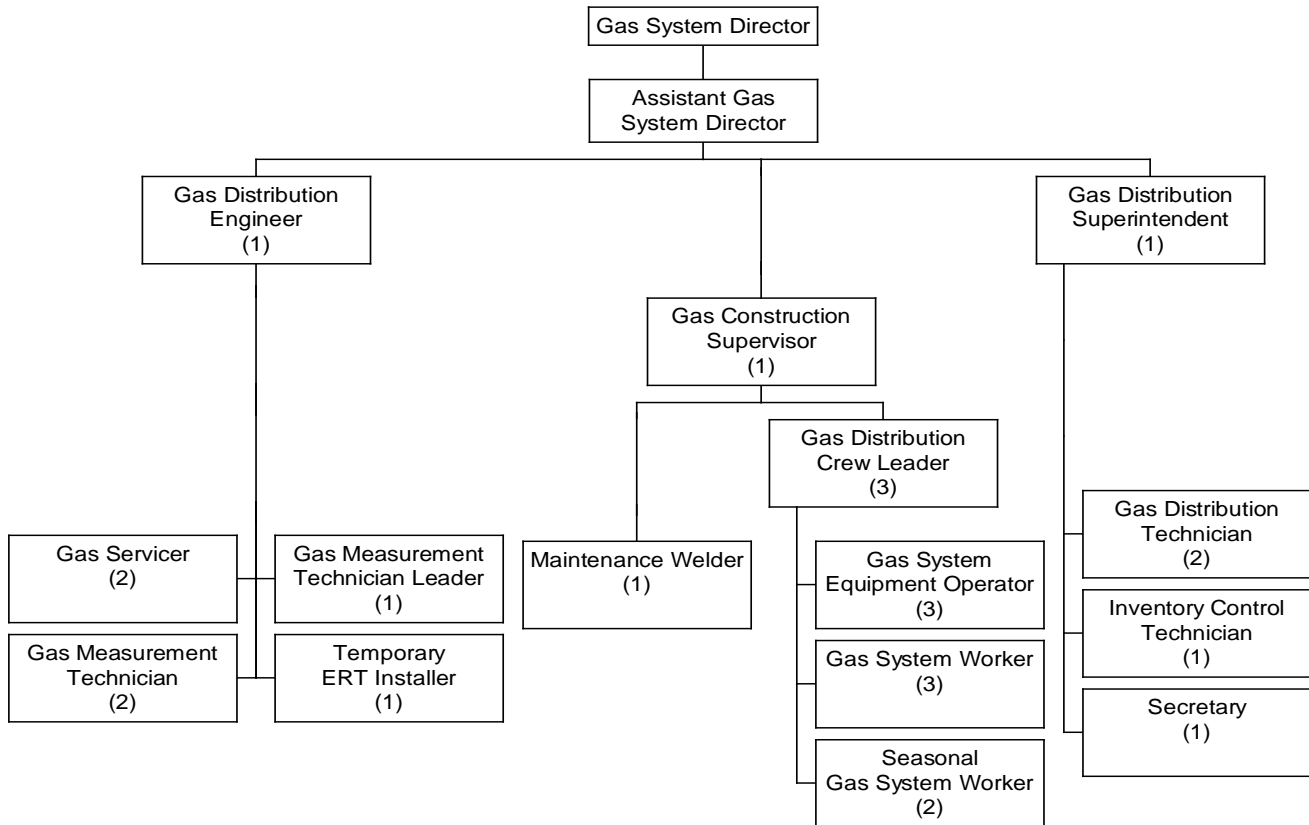 Gas System Director
Assistant Gas
System Director
Gas Distribution
Engineer
(1)
Gas Distribution
Superintendent
(1)
Gas Construction
Supervisor
(1)
Gas Distribution
Crew Leader
(3)
Gas Servicer
(2)
Gas Measurement
Technician Leader
(1)
Gas Measurement
Technician
(2)
Temporary
ERT Installer
(1)
Maintenance Welder
(1)
Gas System
Equipment Operator
(3)
Gas System Worker
(3)
Seasonal
Gas System Worker
(2)
Gas Distribution
Technician
(2)
Inventory Control
Technician
(1)
Secretary
(1)